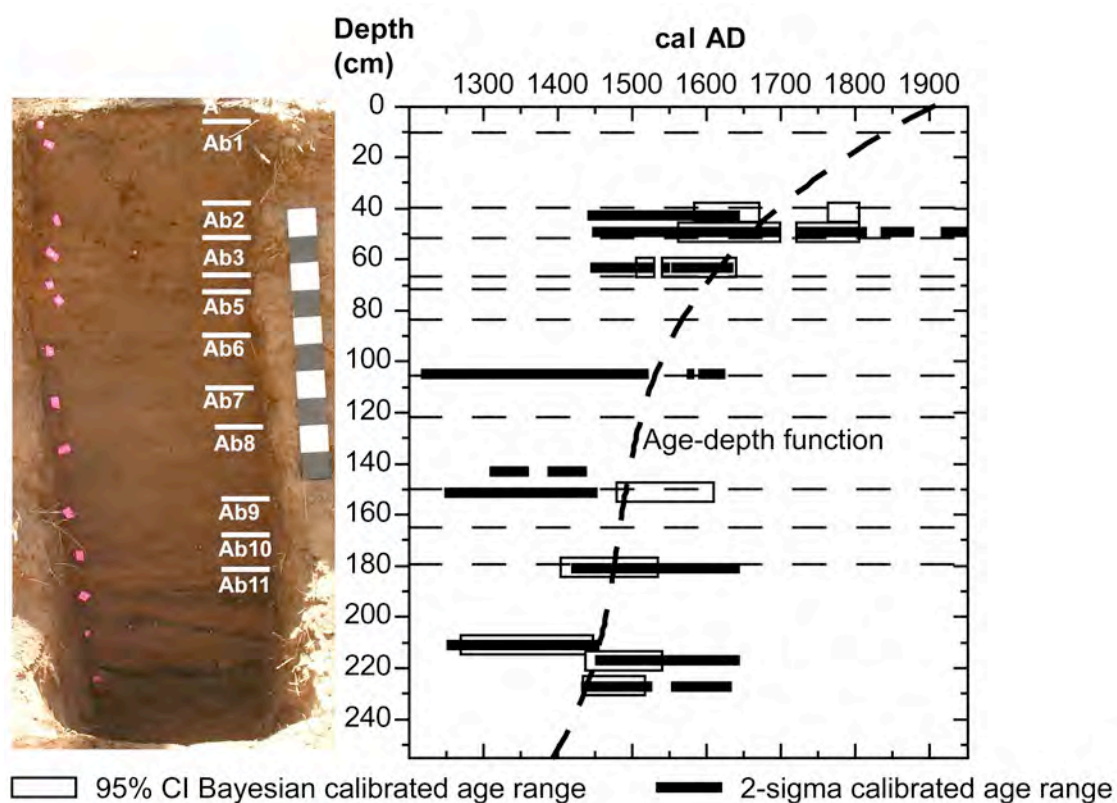 Depth
(cm)
cal AD
1300 1400 1500 1600 1700 1800 1900
0
20
40
60
80
100
120
140
160
180
200
220
240
A
Ab1
Ab2
Ab3
Ab5
Ab6
Ab7
Ab8
Ab9
Ab10
Ab11
Age-depth function
95% CI Bayesian calibrated age range
2-sigma calibrated age range